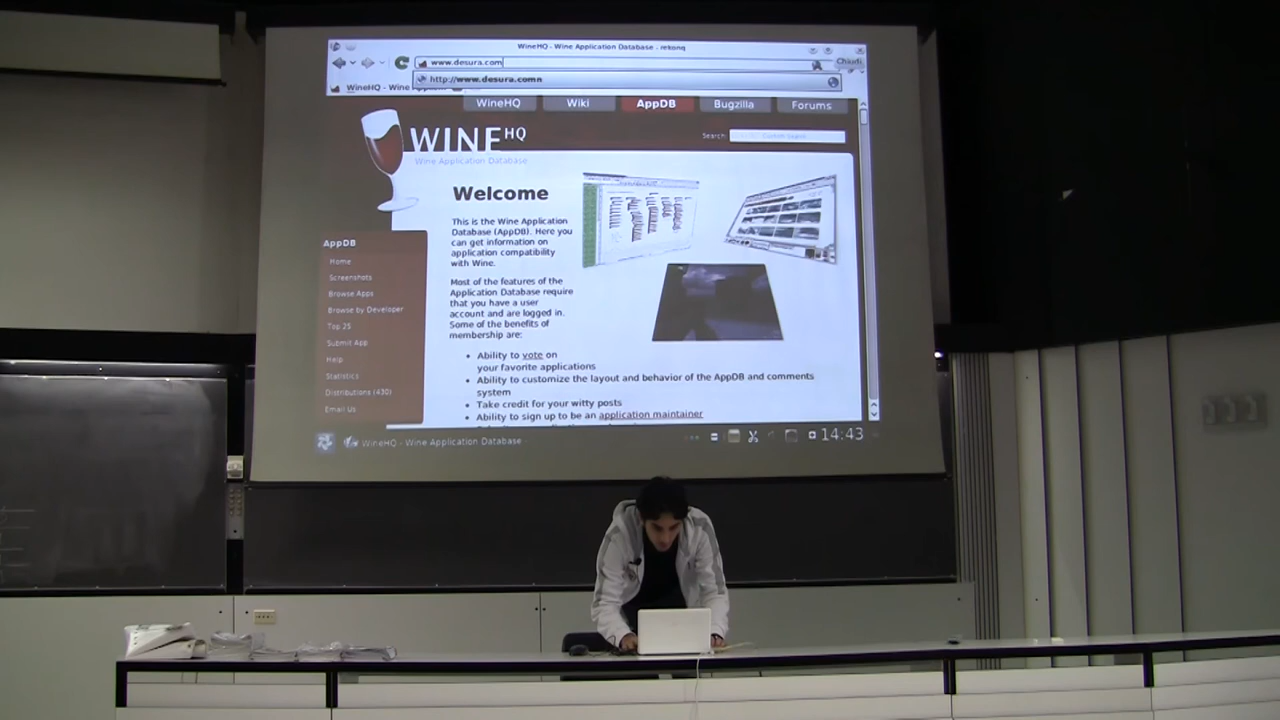 WineHQ - Wine Application Database - rekonq
www.desura.com
Chiudi
http://www.desura.comn
WineHQ - Wine
WineHQ Wiki AppDB Bugzilla Forums
WINE HQ
Search:
Wine Application Database
Welcome
This is the Wine Application
Database (AppDB). Here you
can get information on
application compatibility
with Wine.
Most of the features of the
Application Database require
that you have a user
account and are logged in.
Some of the benefits of
membership are:
Ability to vote on
your favorite applications
Ability to customize the layout and behavior of the AppDB and comments
system
Take credit for your witty posts
Ability to sign up to be an application maintainer
AppDB
Home
Screenshots
Browse Apps
Browse by Developer
Top 25
Submit App
Help
Statistics
Distributions (430)
Email Us
WineHQ - Wine Application Database
14:43